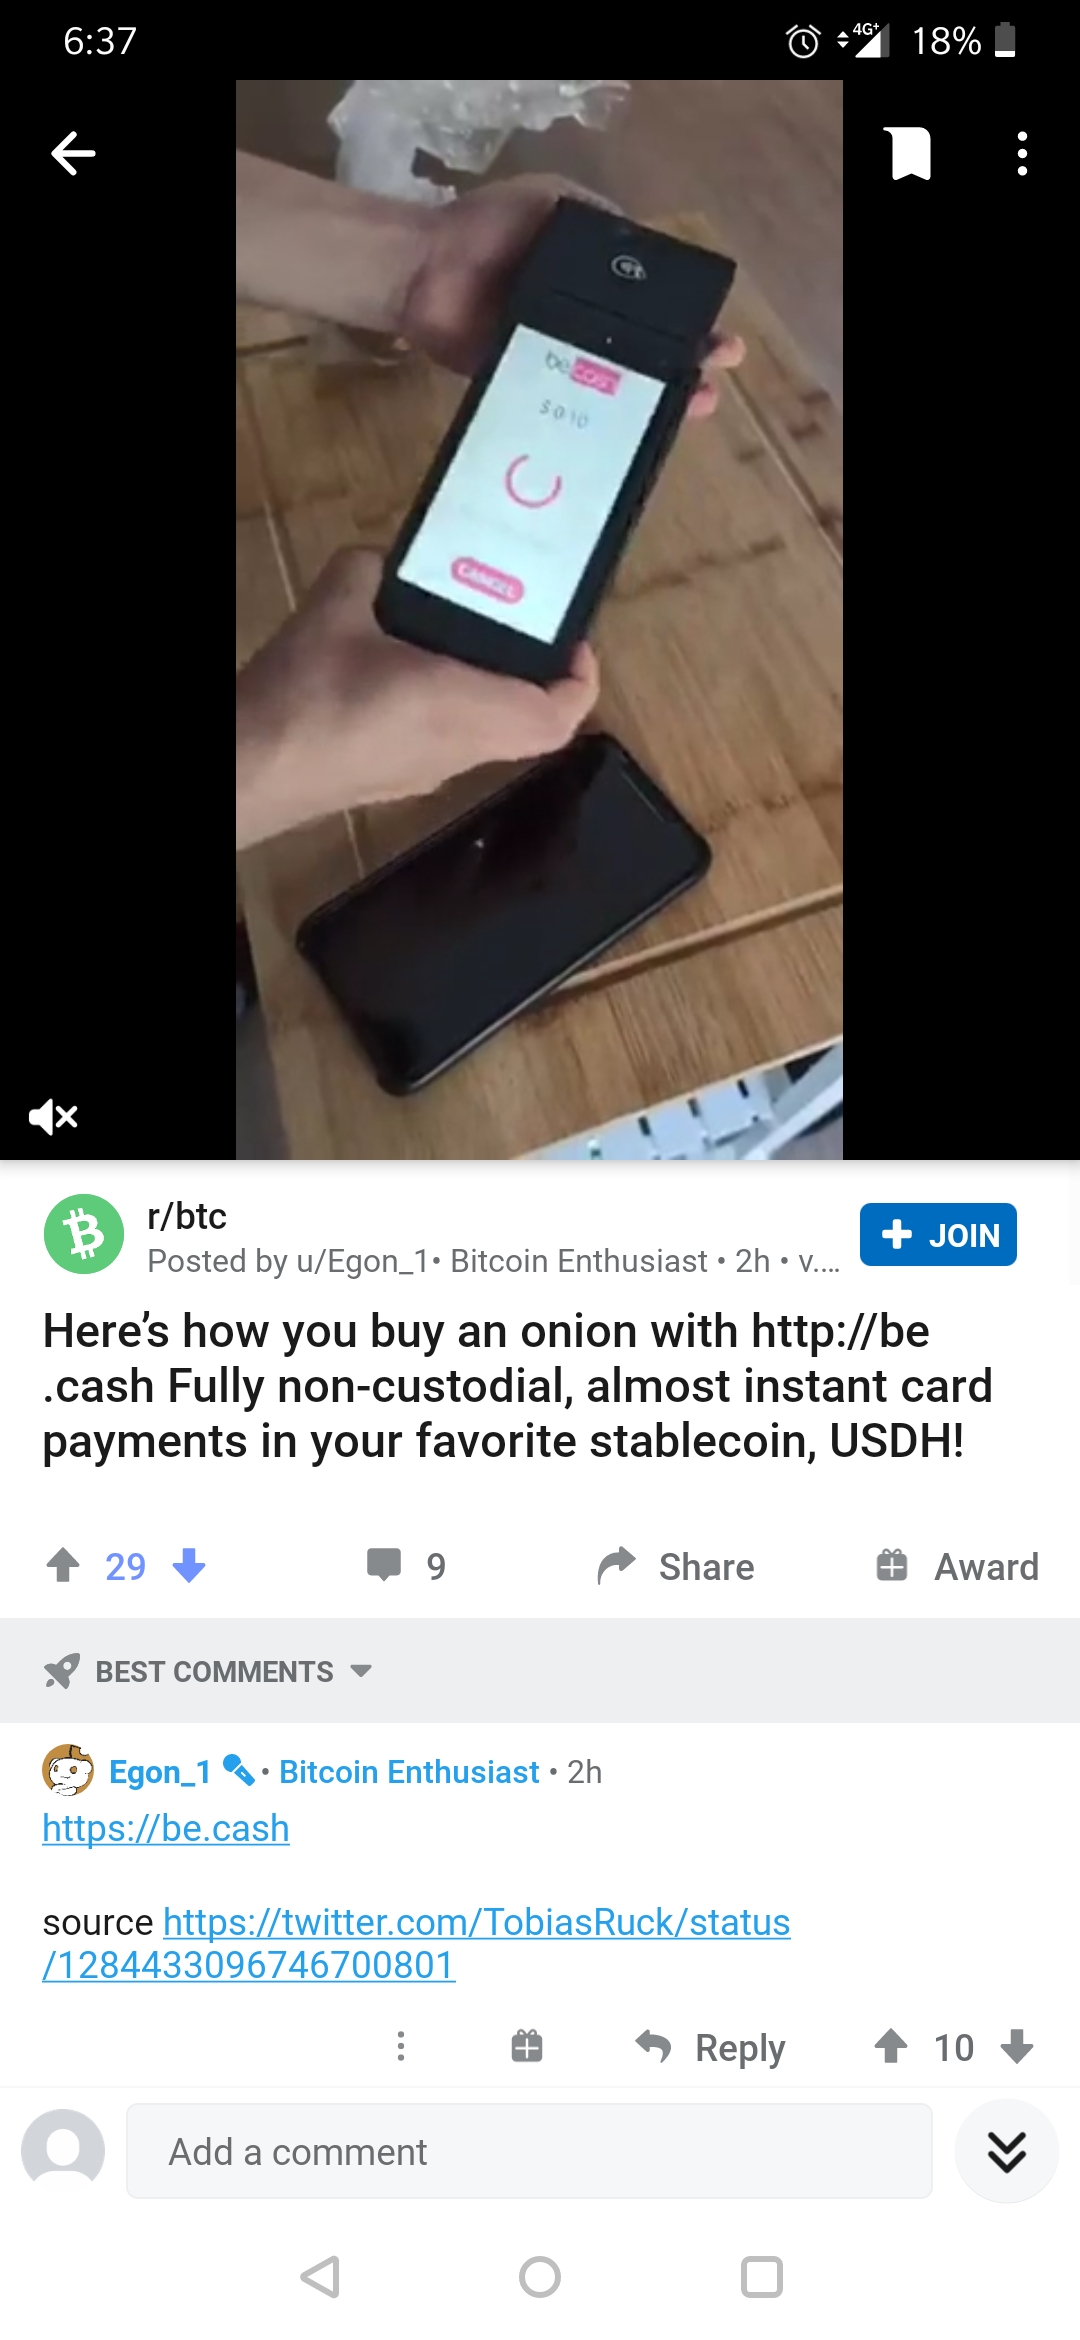 6:37
4G+
18%
be.cash
$ 0.10
CANCEL
r/btc
Posted by u/Egon_1• Bitcoin Enthusiast • 2h • v....
JOIN
Here’s how you buy an onion with http://be
.cash Fully non-custodial, almost instant card
payments in your favorite stablecoin, USDH!
29
9
Share
Award
BEST COMMENTS
Egon_1 • Bitcoin Enthusiast • 2h
https://be.cash
source https://twitter.com/TobiasRuck/status
/1284433096746700801
Reply
10
Add a comment